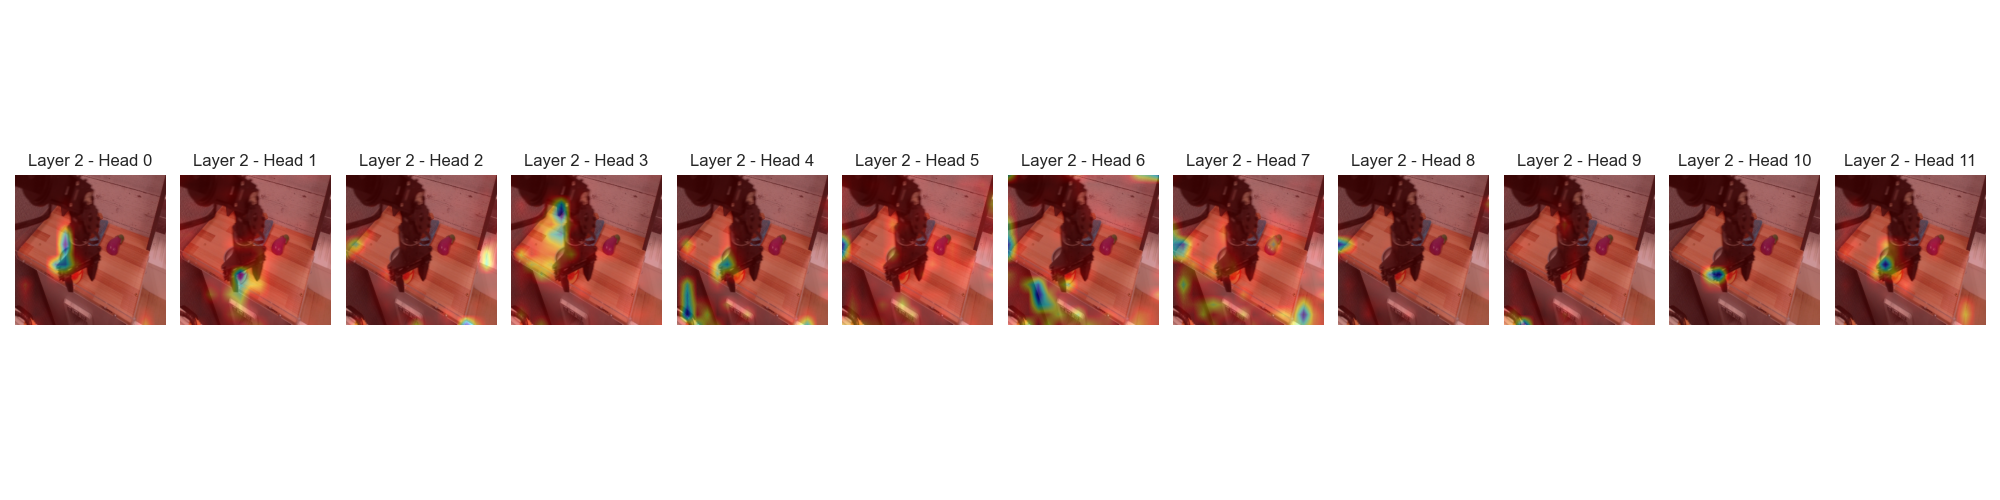 Layer 2 - Head 0
Layer 2 - Head 1
Layer 2 - Head 2
Layer 2 - Head 3
Layer 2 - Head 4
Layer 2 - Head 5
Layer 2 - Head 6
Layer 2 - Head 7
Layer 2 - Head 8
Layer 2 - Head 9
Layer 2 - Head 10
Layer 2 - Head 11